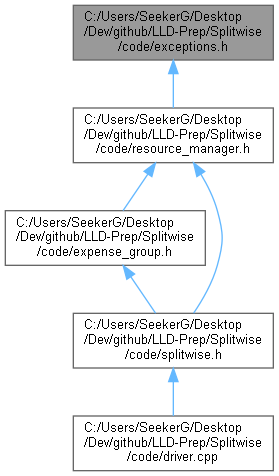 C:/Users/SeekerG/Desktop
/Dev/github/LLD-Prep/Splitwise
/code/exceptions.h
C:/Users/SeekerG/Desktop
/Dev/github/LLD-Prep/Splitwise
/code/resource_manager.h
C:/Users/SeekerG/Desktop
/Dev/github/LLD-Prep/Splitwise
/code/expense_group.h
C:/Users/SeekerG/Desktop
/Dev/github/LLD-Prep/Splitwise
/code/splitwise.h
C:/Users/SeekerG/Desktop
/Dev/github/LLD-Prep/Splitwise
/code/driver.cpp